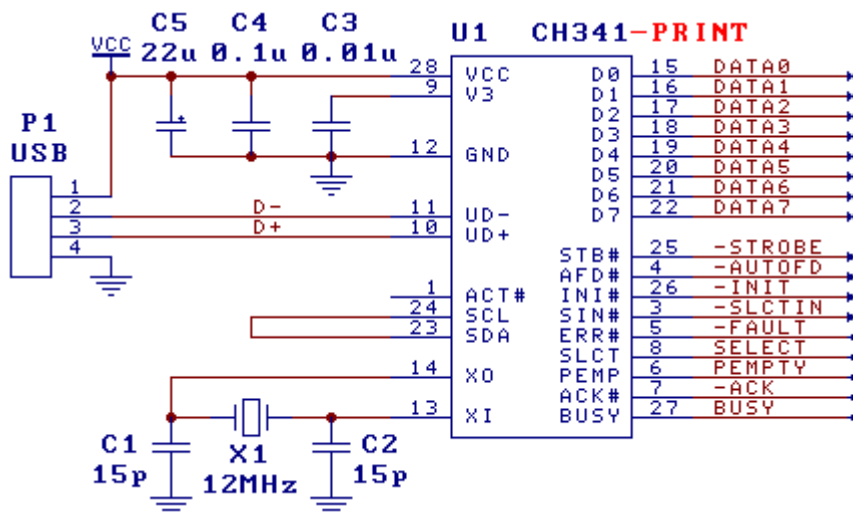 C5 C4 C3 U1 CH341-PRINT
VCC 22u 0.1u 0.01u
28 VCC D0 15 DATA0
9 V3 D1 16 DATA1
D2 17 DATA2
P1 D3 18 DATA3
USB 12 GND D4 19 DATA4
D5 20 DATA5
1 D6 21 DATA6
2 D- 11 UD- D7 22 DATA7
3 D+ 10 UD+
4 STB# 25 -STROBE
AFD# 4 -AUTOFD
1 ACT# INI# 26 -INIT
24 SCL SIN# 3 -SLCTIN
23 SDA ERR# 5 -FAULT
SLCT 8 SELECT
14 XO PEMP 6 PEMPTY
ACK# 7 -ACK
13 XI BUSY 27 BUSY
C1 X1 C2
15p 12MHz 15p